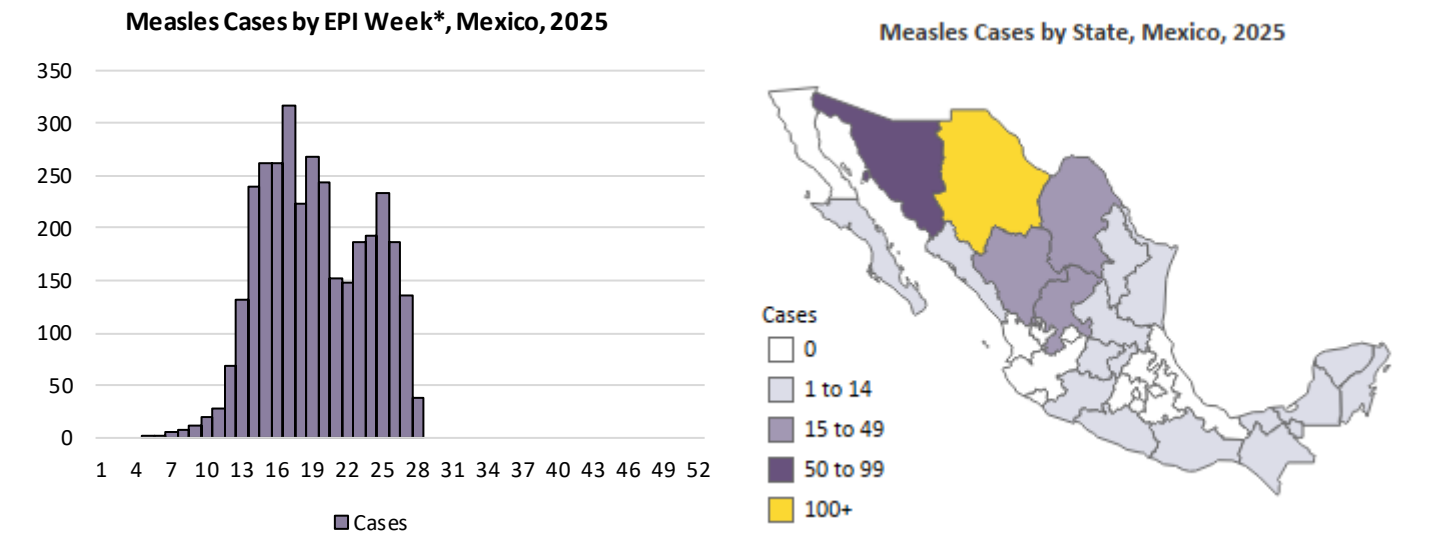 Measles Cases by EPI Week*, Mexico, 2025
350
300
250
200
150
100
50
0
1 4 7 10 13 16 19 22 25 28 31 34 37 40 43 46 49 52
Cases
Measles Cases by State, Mexico, 2025
Cases
0
1 to 14
15 to 49
50 to 99
100+